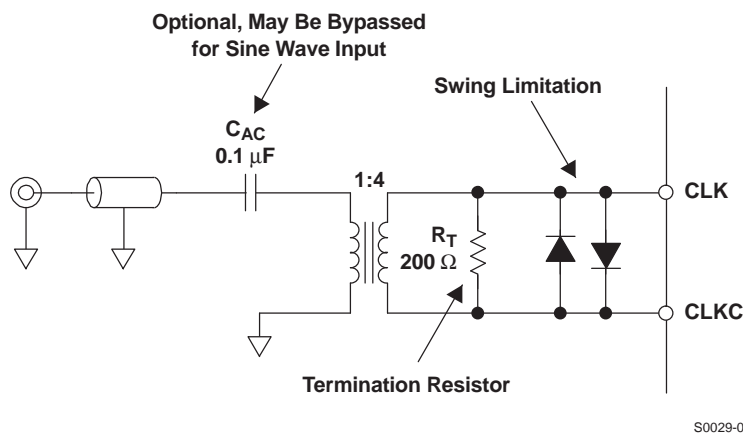 Optional, May Be Bypassed
for Sine Wave Input
Swing Limitation
CAC
0.1 μF
1:4
CLK
RT
200 Ω
CLKC
Termination Resistor
S0029-0